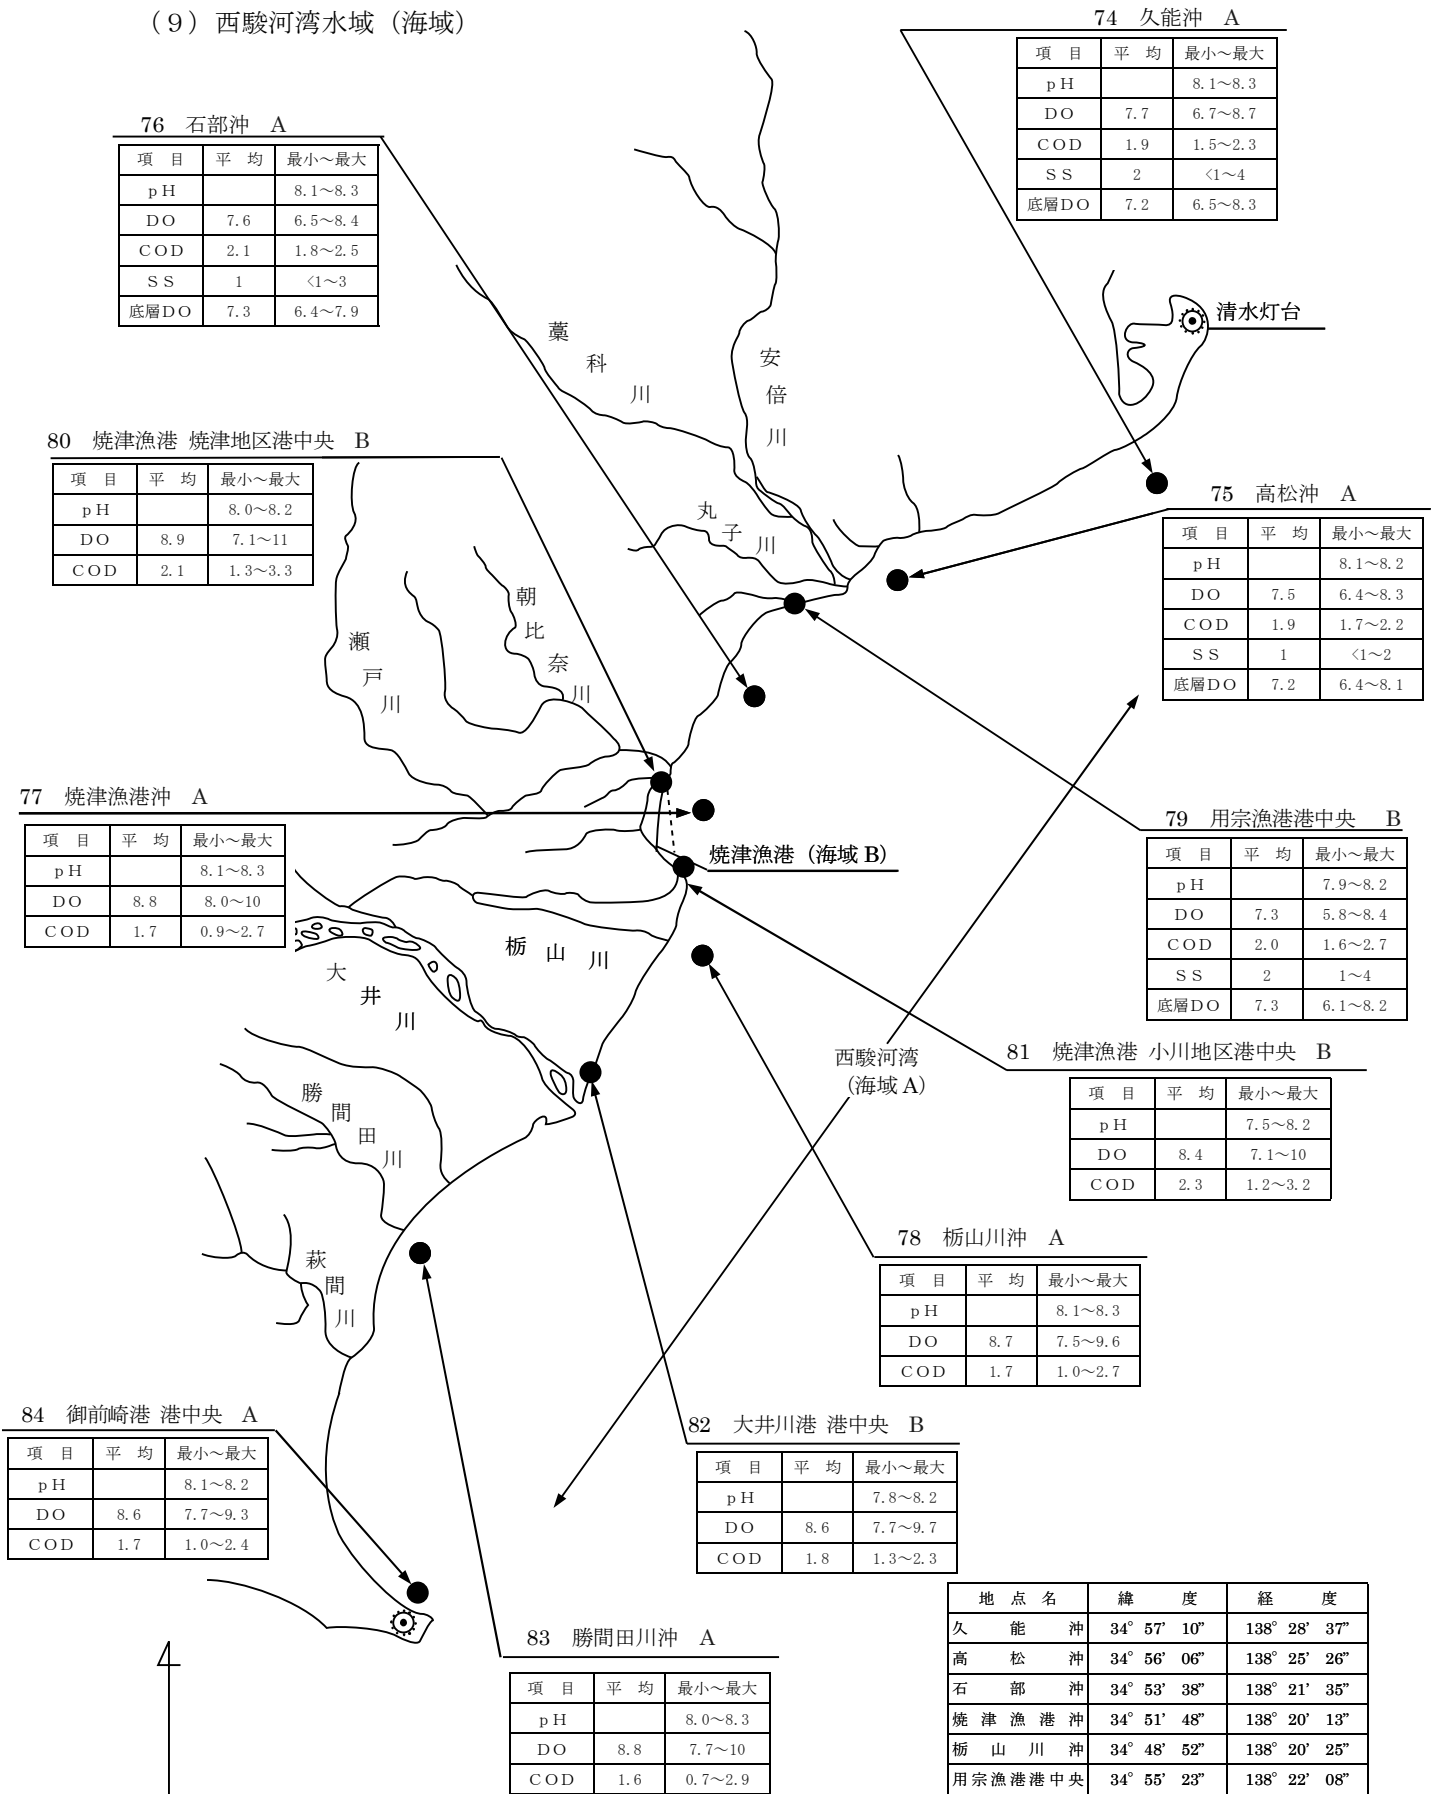 （９）西駿河湾水域（海域）
74 久能沖 A
項 目 平 均 最小～最大
ｐＨ 8.1～8.3
ＤＯ 7.7 6.7～8.7
ＣＯＤ 1.9 1.5～2.3
ＳＳ 2 <1～4
底層ＤＯ 7.2 6.5～8.3
76 石部沖 A
項 目 平 均 最小～最大
ｐＨ 8.1～8.3
ＤＯ 7.6 6.5～8.4
ＣＯＤ 2.1 1.8～2.5
ＳＳ 1 <1～3
底層ＤＯ 7.3 6.4～7.9
清水灯台
藁科川
安倍川
80 焼津漁港 焼津地区港中央 B
項 目 平 均 最小～最大
ｐＨ 8.0～8.2
ＤＯ 8.9 7.1～11
ＣＯＤ 2.1 1.3～3.3
75 高松沖 A
項 目 平 均 最小～最大
ｐＨ 8.1～8.2
ＤＯ 7.5 6.4～8.3
ＣＯＤ 1.9 1.7～2.2
ＳＳ 1 <1～2
底層ＤＯ 7.2 6.4～8.1
丸子川
朝比奈川
瀬戸川
77 焼津漁港沖 A
項 目 平 均 最小～最大
ｐＨ 8.1～8.3
ＤＯ 8.8 8.0～10
ＣＯＤ 1.7 0.9～2.7
79 用宗漁港港中央 B
項 目 平 均 最小～最大
ｐＨ 7.9～8.2
ＤＯ 7.3 5.8～8.4
ＣＯＤ 2.0 1.6～2.7
ＳＳ 2 1～4
底層ＤＯ 7.3 6.1～8.2
焼津漁港（海域Ｂ）
栃山川
大井川
西駿河湾
（海域Ａ）
81 焼津漁港 小川地区港中央 B
項 目 平 均 最小～最大
ｐＨ 7.5～8.2
ＤＯ 8.4 7.1～10
ＣＯＤ 2.3 1.2～3.2
勝間田川
萩間川
78 栃山川沖 A
項 目 平 均 最小～最大
ｐＨ 8.1～8.3
ＤＯ 8.7 7.5～9.6
ＣＯＤ 1.7 1.0～2.7
84 御前崎港 港中央 A
項 目 平 均 最小～最大
ｐＨ 8.1～8.2
ＤＯ 8.6 7.7～9.3
ＣＯＤ 1.7 1.0～2.4
82 大井川港 港中央 B
項 目 平 均 最小～最大
ｐＨ 7.8～8.2
ＤＯ 8.6 7.7～9.7
ＣＯＤ 1.8 1.3～2.3
83 勝間田川沖 A
項 目 平 均 最小～最大
ｐＨ 8.0～8.3
ＤＯ 8.8 7.7～10
ＣＯＤ 1.6 0.7～2.9
地 点 名 緯 度 経 度
久能沖 34° 57’ 10” 138° 28’ 37”
高松沖 34° 56’ 06” 138° 25’ 26”
石部沖 34° 53’ 38” 138° 21’ 35”
焼津漁港沖 34° 51’ 48” 138° 20’ 13”
栃山川沖 34° 48’ 52” 138° 20’ 25”
用宗漁港港中央 34° 55’ 23” 138° 22’ 08”